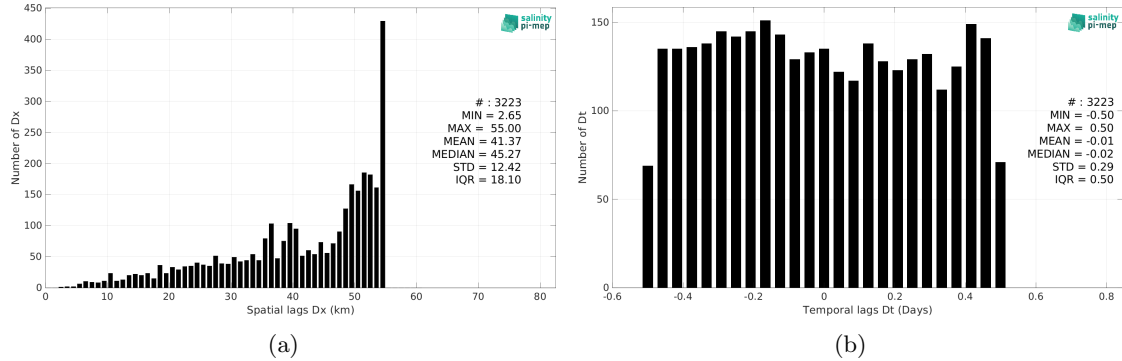 450
400
350
300
250
200
150
100
50
0
Number of Dx
0 10 20 30 40 50 60 70 80
Spatial lags Dx (km)
salinity
pi-mep
# : 3223
MIN = 2.65
MAX = 55.00
MEAN = 41.37
MEDIAN = 45.27
STD = 12.42
IQR = 18.10
(a)
150
100
50
0
Number of Dt
-0.6 -0.4 -0.2 0 0.2 0.4 0.6 0.8
Temporal lags Dt (Days)
salinity
pi-mep
# : 3223
MIN = -0.50
MAX = 0.50
MEAN = -0.01
MEDIAN = -0.02
STD = 0.29
IQR = 0.50
(b)